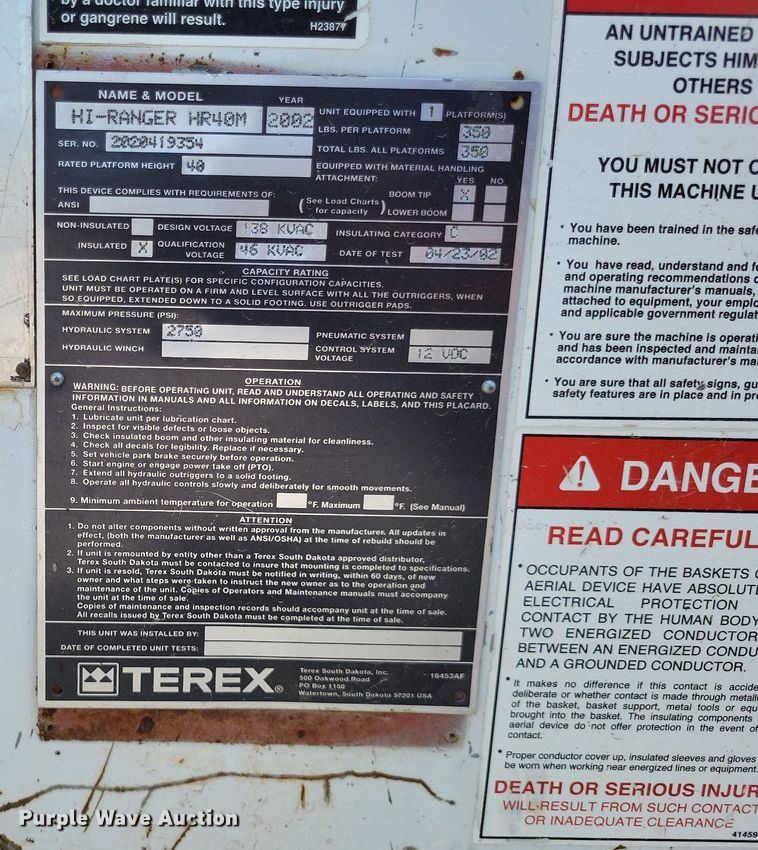 by a doctor familiar with this type injury
or gangrene will result.
H23877
NAME & MODEL
YEAR
HI-RANGER HR40M
2002
UNIT EQUIPPED WITH 1 PLATFORM(S)
SER. NO. 2020419354
LBS. PER PLATFORM 350
TOTAL LBS. ALL PLATFORMS 350
RATED PLATFORM HEIGHT 40
EQUIPPED WITH MATERIAL HANDLING
ATTACHMENT: YES NO
THIS DEVICE COMPLIES WITH REQUIREMENTS OF:
ANSI
(See Load Charts for capacity)
BOOM TIP X
LOWER BOOM
NON-INSULATED
DESIGN VOLTAGE 138 KVAC
INSULATING CATEGORY C
INSULATED X
QUALIFICATION VOLTAGE 46 KVAC
DATE OF TEST 04/23/02
CAPACITY RATING
SEE LOAD CHART PLATE(S) FOR SPECIFIC CONFIGURATION CAPACITIES.
UNIT MUST BE OPERATED ON A FIRM AND LEVEL SURFACE WITH ALL THE OUTRIGGERS, WHEN
SO EQUIPPED, EXTENDED DOWN TO A SOLID FOOTING. USE OUTRIGGER PADS.
MAXIMUM PRESSURE (PSI):
HYDRAULIC SYSTEM 2750
PNEUMATIC SYSTEM
HYDRAULIC WINCH
CONTROL SYSTEM VOLTAGE 12 VDC
OPERATION
WARNING: BEFORE OPERATING UNIT, READ AND UNDERSTAND ALL OPERATING AND SAFETY
INFORMATION IN MANUALS AND ALL INFORMATION ON DECALS, LABELS, AND THIS PLACARD.
General Instructions:
1. Lubricate unit per lubrication chart.
2. Inspect for visible defects or loose objects.
3. Check insulated boom and other insulating material for cleanliness.
4. Check all decals for legibility. Replace if necessary.
5. Set vehicle park brake securely before operation.
6. Start engine or engage power take off (PTO).
7. Extend all hydraulic outriggers to a solid footing.
8. Operate all hydraulic controls slowly and deliberately for smooth movements.
9. Minimum ambient temperature for operation °F. Maximum °F. (See Manual)
ATTENTION
1. Do not alter components without written approval from the manufacturer. All updates in
effect, (both the manufacturer as well as ANSI/OSHA) at the time of rebuild should be
performed.
2. If unit is remounted by entity other than a Terex South Dakota approved distributor,
Terex South Dakota must be contacted to insure that mounting is completed to specifications.
3. If unit is resold, Terex South Dakota must be notified in writing, within 60 days, of new
owner and what steps were taken to instruct the new owner as to the operation and
maintenance of the unit. Copies of Operators and Maintenance manuals must accompany
the unit at the time of sale.
Copies of maintenance and inspection records should accompany unit at the time of sale.
All recalls issued by Terex South Dakota must be completed at the time of sale.
THIS UNIT WAS INSTALLED BY:
DATE OF COMPLETED UNIT TESTS:
TEREX®
Terex South Dakota, Inc.
500 Oakwood Road
PO Box 1150
Watertown, South Dakota 57201 USA
16453AF
AN UNTRAINED
SUBJECTS HIM
OTHERS
DEATH OR SERIO
YOU MUST NOT O
THIS MACHINE U
• You have been trained in the safe
machine.
• You have read, understand and fo
and operating recommendations c
machine manufacturer's manuals,
attached to equipment, your emplo
and applicable government regulat
• You are sure the machine is operati
and has been inspected and mainta
accordance with manufacturer's ma
• You are sure that all safety signs, gu
safety features are in place and in pr
DANGE
READ CAREFUL
• OCCUPANTS OF THE BASKETS O
AERIAL DEVICE HAVE ABSOLUTE
ELECTRICAL PROTECTION
CONTACT BY THE HUMAN BODY
TWO ENERGIZED CONDUCTOR
BETWEEN AN ENERGIZED CONDU
AND A GROUNDED CONDUCTOR.
• It makes no difference if this contact is accide
deliberate or whether contact is made through metalli
of the basket, basket support, metal tools or equ
brought into the basket. The insulating components
aerial device do not offer protection in the event of
contact.
• Proper conductor cover up, insulated sleeves and gloves
be worn when working near energized lines or equipment.
DEATH OR SERIOUS INJUR
WILL RESULT FROM SUCH CONTACT
OR INADEQUATE CLEARANCE
41459
Purple Wave Auction